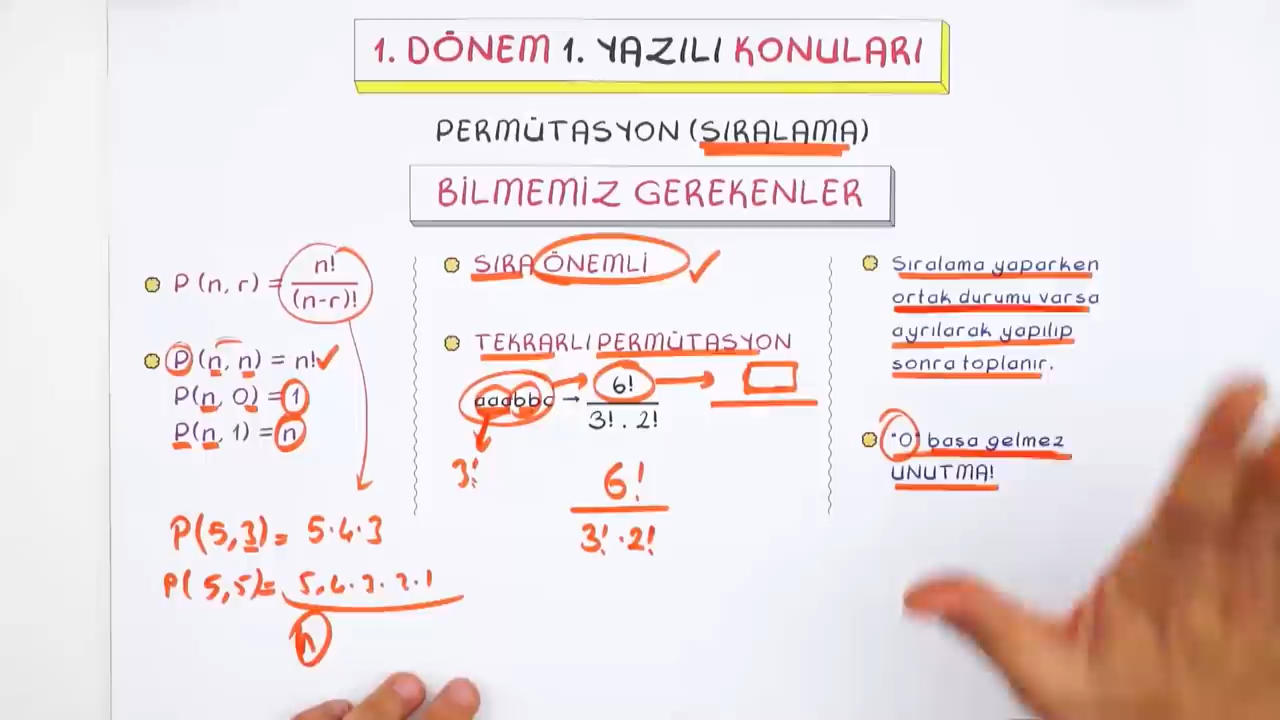 1. DÖNEM 1. YAZILI KONULARI
PERMÜTASYON (SIRALAMA)
BİLMEMİZ GEREKENLER
P (n, r) = n! / (n-r)!
P (n, n) = n! ✓
P(n, 0) = 1
P(n, 1) = n
P(5,3) = 5·4·3
P(5,5) = 5.4.3.2.1
n
SIRA ÖNEMLİ ✓
TEKRARLI PERMÜTASYON
aaabbc → 6! / 3! . 2!
3!
6! / 3! · 2!
Sıralama yaparken
ortak durumu varsa
ayrılarak yapılıp
sonra toplanır.
"0" başa gelmez
UNUTMA!